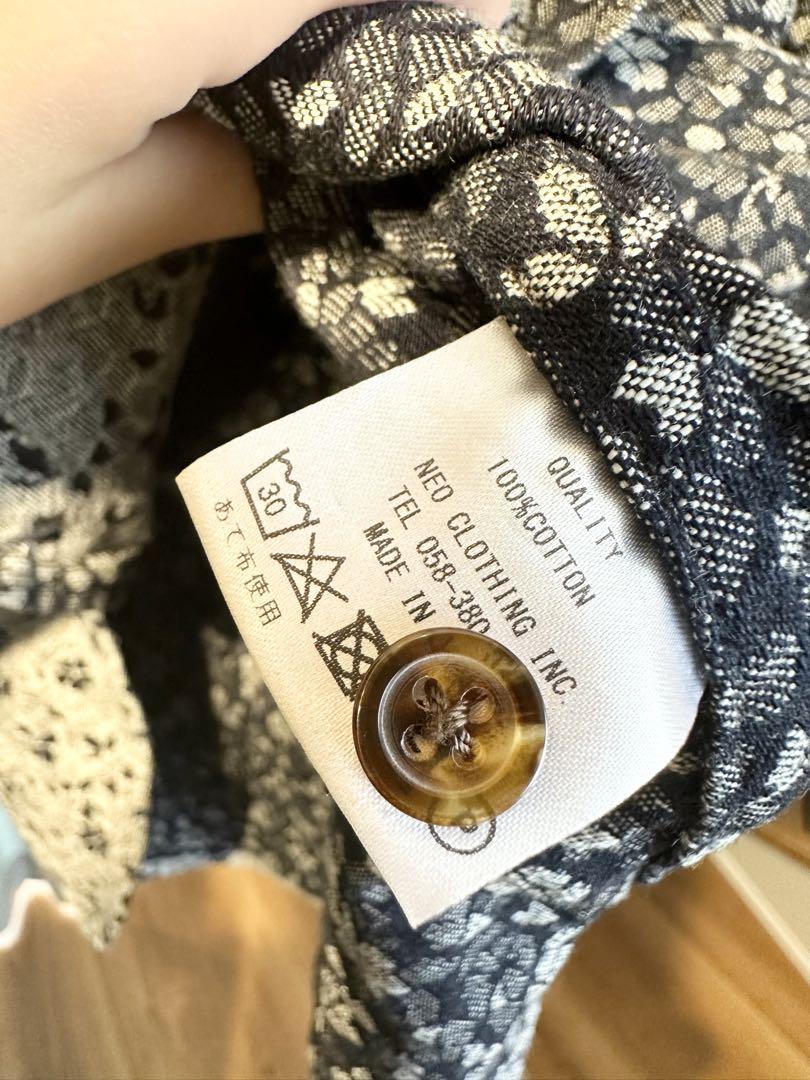 QUALITY
100%COTTON
NEO CLOTHING INC.
TEL 058-380
MADE IN
30
あて布使用